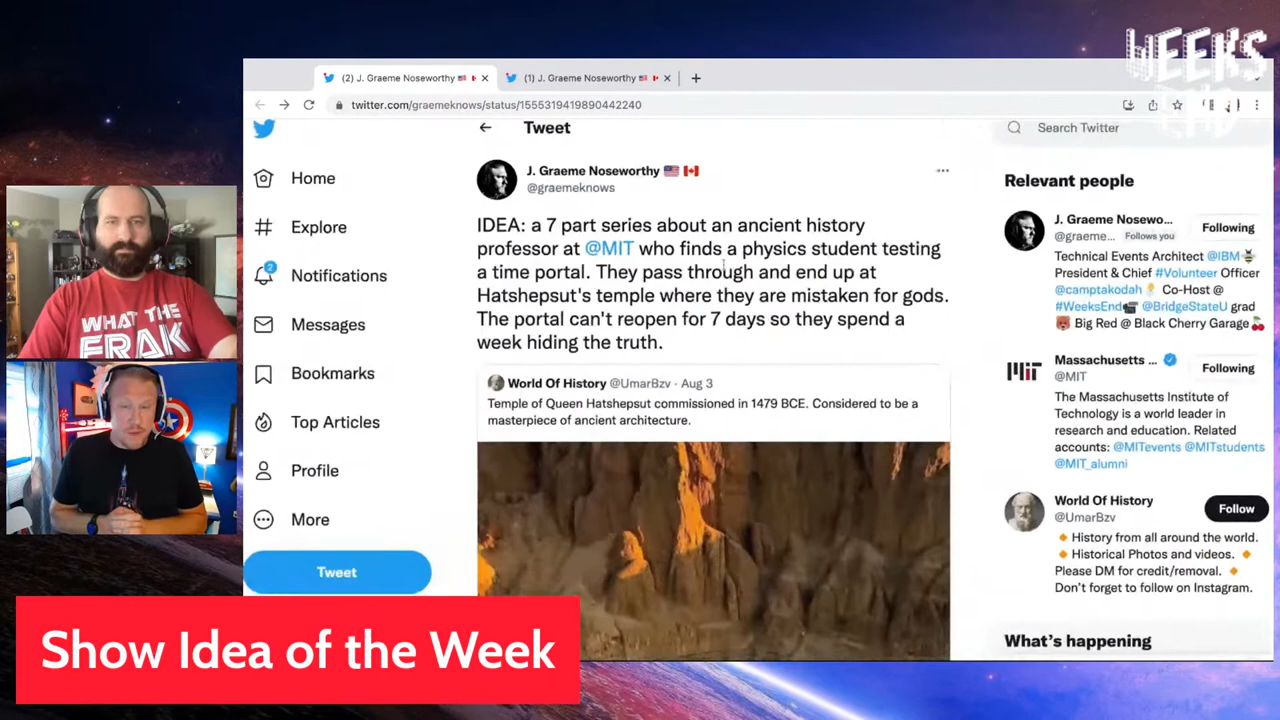 WEEKS
END
(2) J. Graeme Noseworthy
(1) J. Graeme Noseworthy
twitter.com/graemeknows/status/1555319419890442240
Tweet
Search Twitter
Home
Explore
2
Notifications
Messages
Bookmarks
Top Articles
Profile
More
Tweet
J. Graeme Noseworthy 🇺🇸 🇨🇦
@graemeknows
IDEA: a 7 part series about an ancient history
professor at @MIT who finds a physics student testing
a time portal. They pass through and end up at
Hatshepsut's temple where they are mistaken for gods.
The portal can't reopen for 7 days so they spend a
week hiding the truth.
World Of History @UmarBzv · Aug 3
Temple of Queen Hatshepsut commissioned in 1479 BCE. Considered to be a
masterpiece of ancient architecture.
Relevant people
J. Graeme Nosewo...
@graeme... Follows you
Following
Technical Events Architect @IBM🐝
President & Chief #Volunteer Officer
@camptakodah Co-Host @
#WeeksEnd🎥 @BridgeStateU grad
🐻 Big Red @ Black Cherry Garage🍒
Massachusetts ...
@MIT
Following
The Massachusetts Institute of
Technology is a world leader in
research and education. Related
accounts: @MITevents @MITstudents
@MIT_alumni
World Of History
@UmarBzv
Follow
🔸 History from all around the world.
🔸 Historical Photos and videos. 🔸
Please DM for credit/removal. 🔸
Don't forget to follow on Instagram.
What's happening
WHAT THE
FRAK
Show Idea of the Week